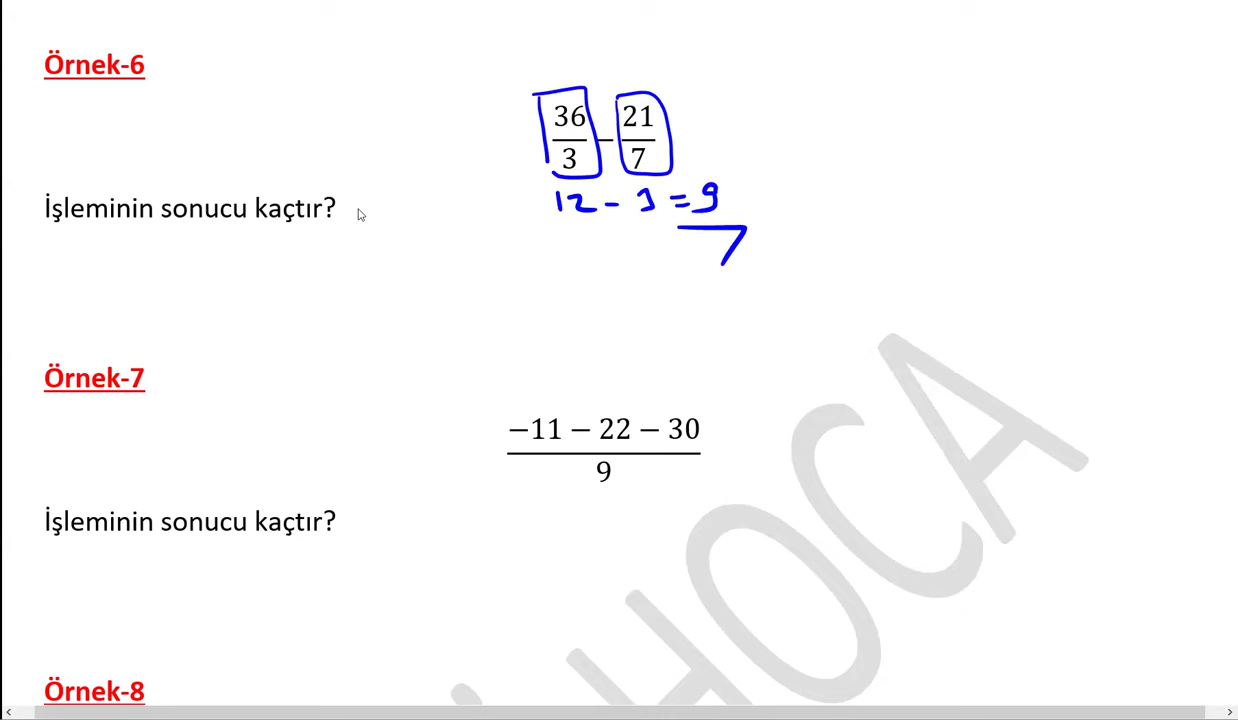 Örnek-6
36
3
−
21
7
12 - 3 = 9
İşleminin sonucu kaçtır?
Örnek-7
−11 − 22 − 30
9
İşleminin sonucu kaçtır?
HOCA
Örnek-8